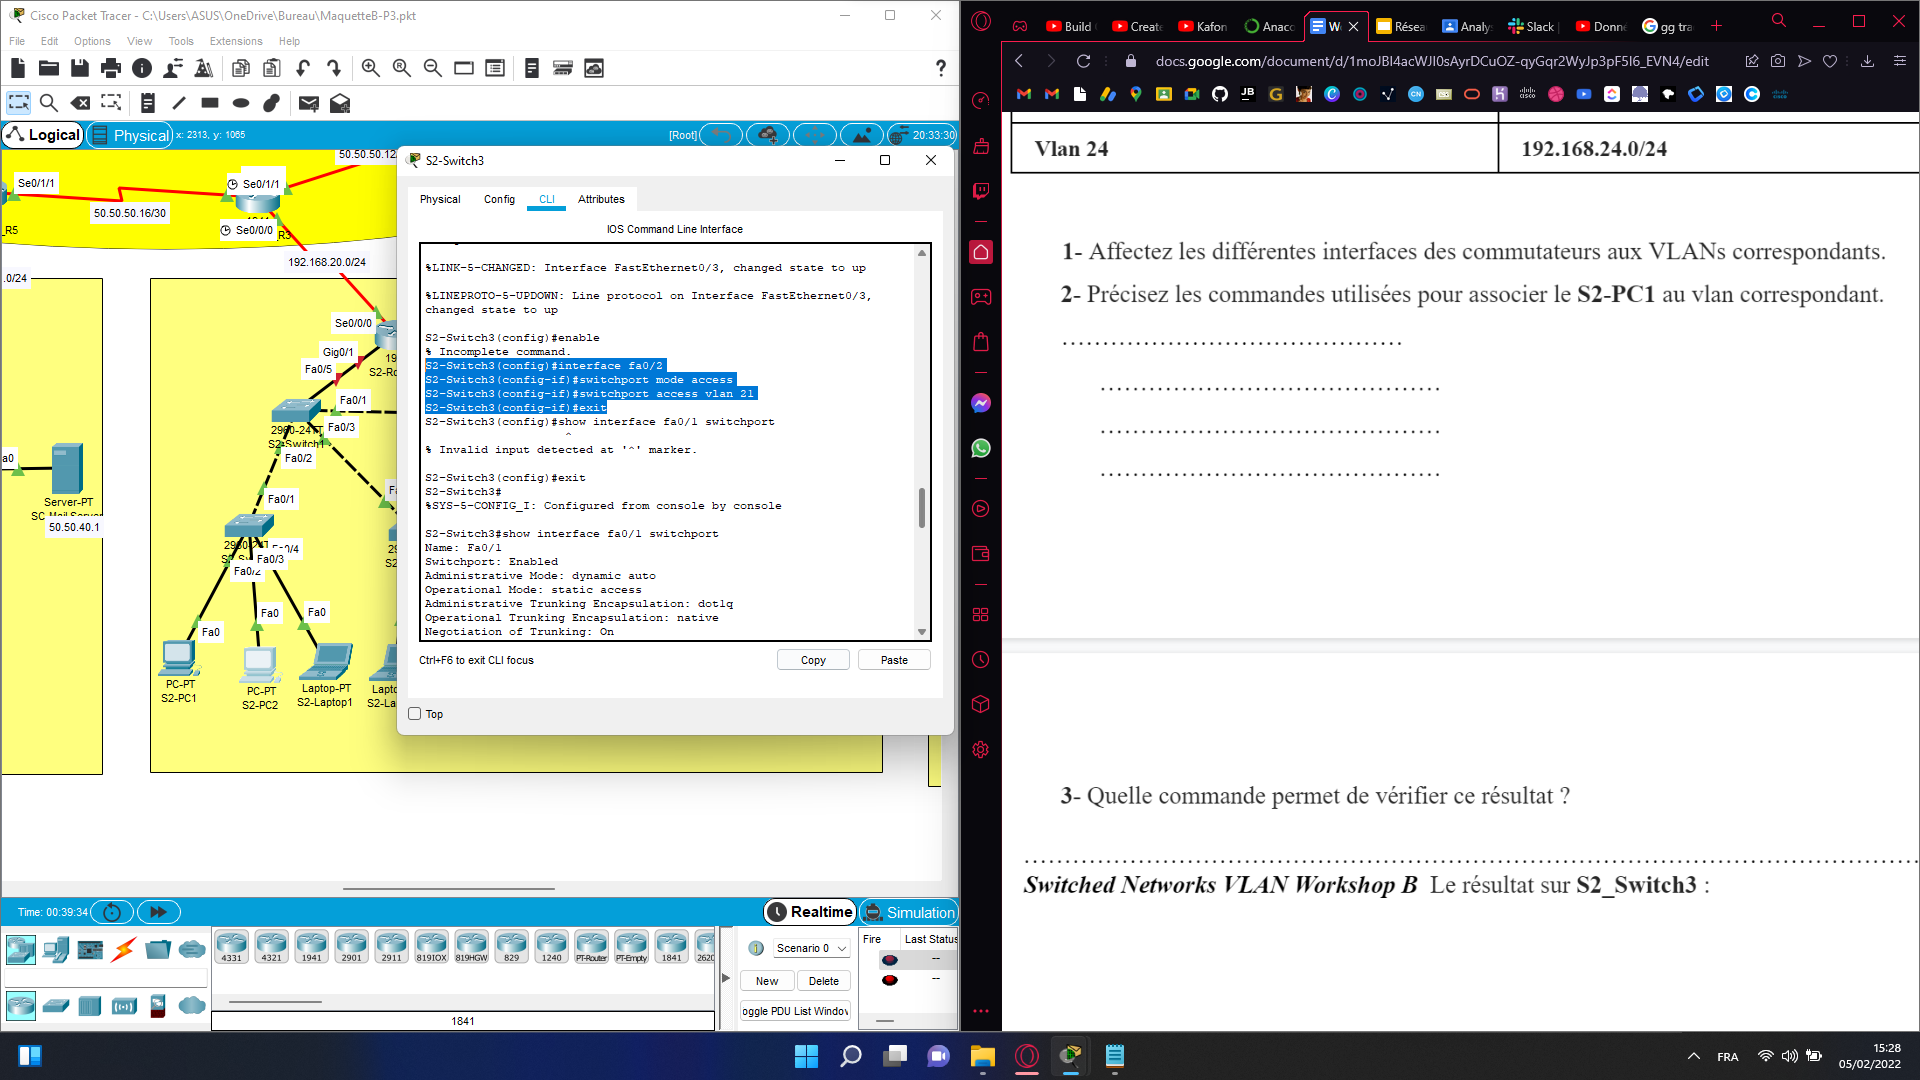 Cisco Packet Tracer - C:\Users\ASUS\OneDrive\Bureau\MaquetteB-P3.pkt
File Edit Options View Tools Extensions Help
Logical Physical x: 2313, y: 1065 [Root] 20:33:30
50.50.50.12
Se0/1/1
Se0/1/1
50.50.50.16/30
_R5
Se0/0/0
R3
192.168.20.0/24
.0/24
Se0/0/0
Gig0/1
Fa0/5
19
S2-Ro
Fa0/1
2960-24TT
Fa0/3
S2-Switch1
Fa0/2
a0
Fa0/1
Server-PT
50.50.40.1
Fa0/3
Fa0/2
Fa0
Fa0
Fa0
PC-PT
S2-PC1
PC-PT
S2-PC2
Laptop-PT
S2-Laptop1
Lapto
S2-La
S2-Switch3
Physical Config CLI Attributes
IOS Command Line Interface
%LINK-5-CHANGED: Interface FastEthernet0/3, changed state to up
%LINEPROTO-5-UPDOWN: Line protocol on Interface FastEthernet0/3,
changed state to up
S2-Switch3(config)#enable
% Incomplete command.
S2-Switch3(config)#interface fa0/2
S2-Switch3(config-if)#switchport mode access
S2-Switch3(config-if)#switchport access vlan 21
S2-Switch3(config-if)#exit
S2-Switch3(config)#show interface fa0/1 switchport
^
% Invalid input detected at '^' marker.
S2-Switch3(config)#exit
S2-Switch3#
%SYS-5-CONFIG_I: Configured from console by console
S2-Switch3#show interface fa0/1 switchport
Name: Fa0/1
Switchport: Enabled
Administrative Mode: dynamic auto
Operational Mode: static access
Administrative Trunking Encapsulation: dot1q
Operational Trunking Encapsulation: native
Negotiation of Trunking: On
Ctrl+F6 to exit CLI focus
Copy Paste
Top
Time: 00:39:34
Realtime Simulation
4331 4321 1941 2901 2911 819IOX 819HGW 829 1240 PT-Router PT-Empty 1841 2620
1841
Scenario 0
New Delete
oggle PDU List Window
Fire Last Status
--
--
Build Create Kafon Anaco W Résea Analys Slack Donné gg tra
docs.google.com/document/d/1moJBI4acWJI0sAyrDCuOZ-qyGqr2WyJp3pF5I6_EVN4/edit
Vlan 24 192.168.24.0/24
1- Affectez les différentes interfaces des commutateurs aux VLANs correspondants.
2- Précisez les commandes utilisées pour associer le S2-PC1 au vlan correspondant.
3- Quelle commande permet de vérifier ce résultat ?
Switched Networks VLAN Workshop B Le résultat sur S2_Switch3 :
FRA
15:28
05/02/2022